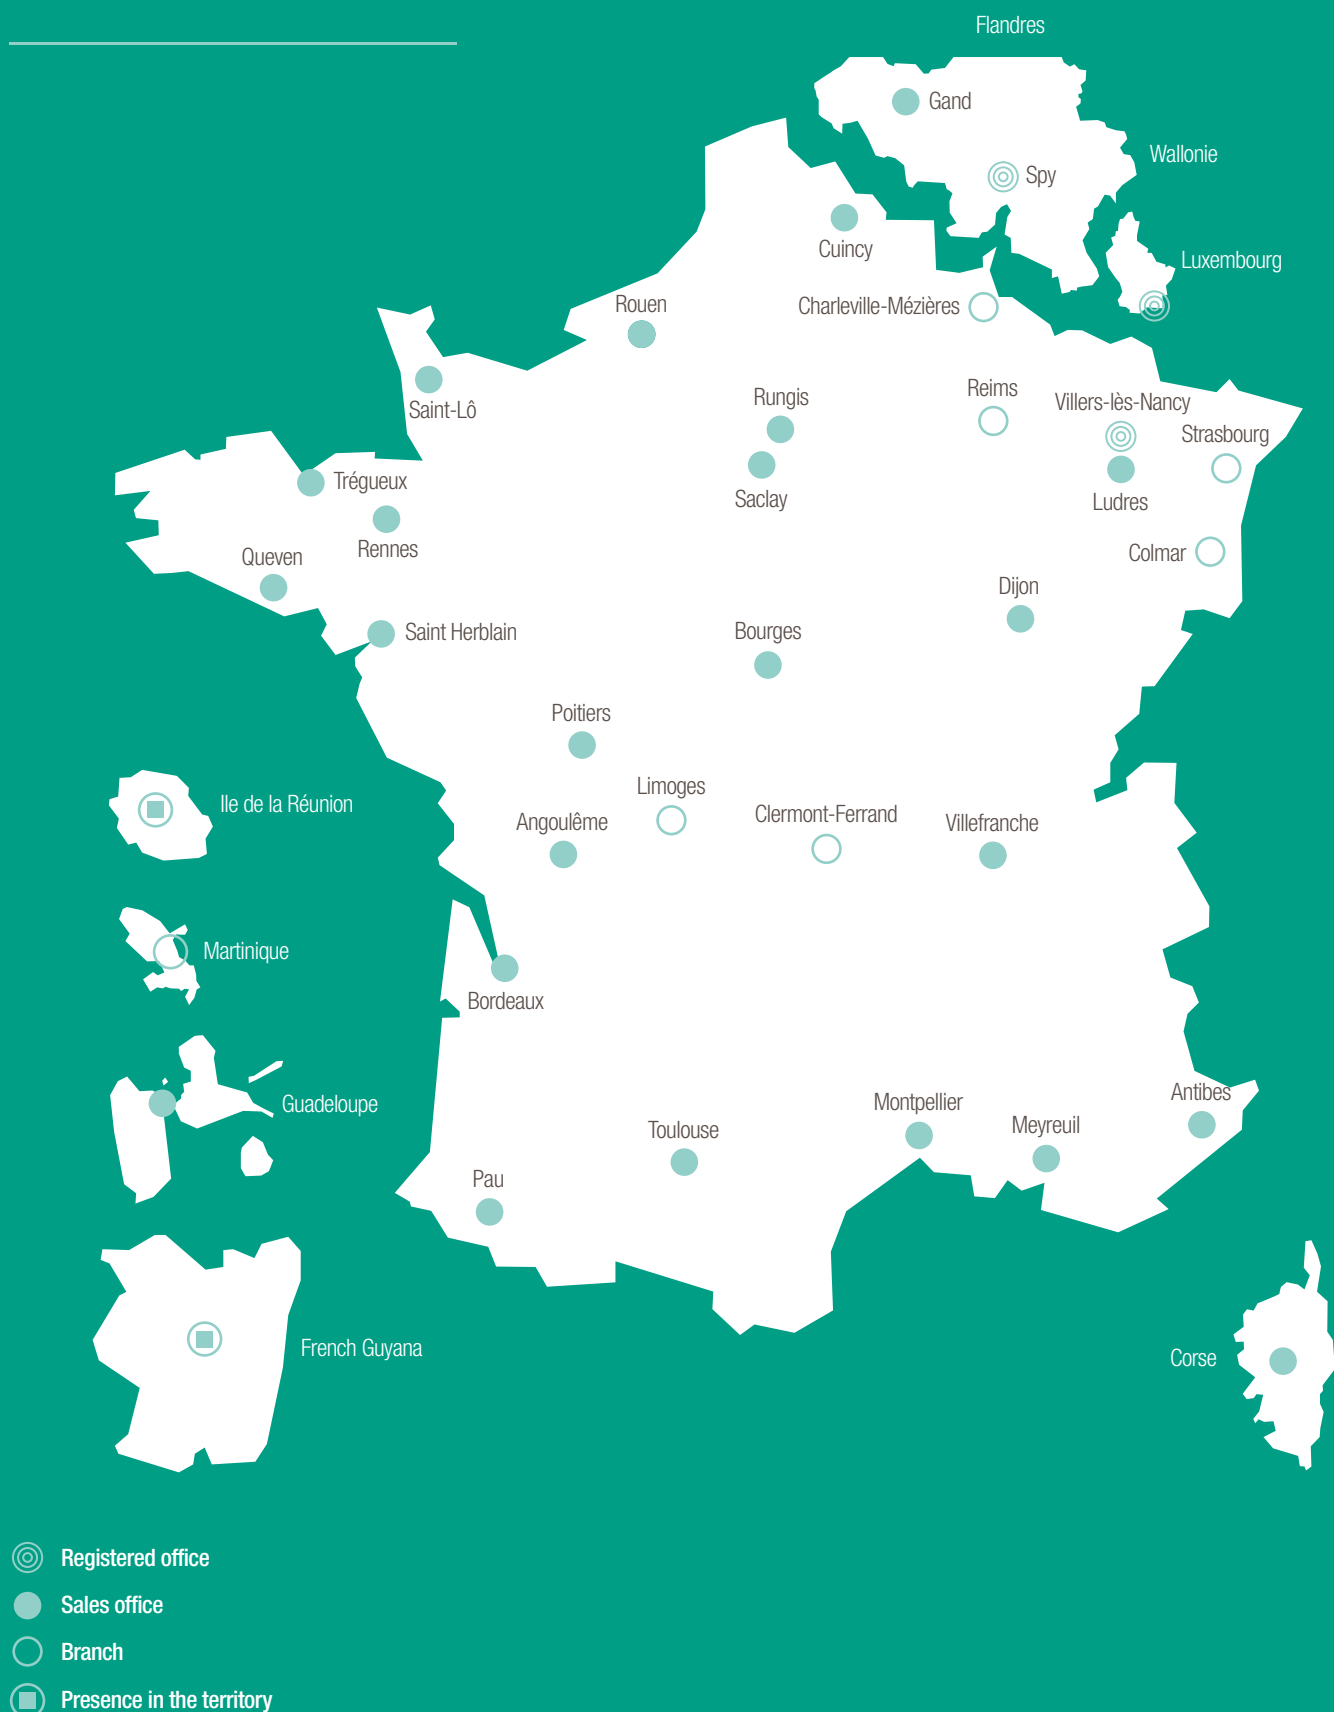 Flandres
Gand
Wallonie
Spy
Cuincy
Luxembourg
Rouen
Charleville-Mézières
Saint-Lô
Rungis
Reims
Villers-lès-Nancy
Strasbourg
Trégueux
Saclay
Ludres
Rennes
Queven
Colmar
Dijon
Saint Herblain
Bourges
Poitiers
Limoges
Ile de la Réunion
Angoulême
Clermont-Ferrand
Villefranche
Martinique
Bordeaux
Guadeloupe
Antibes
Montpellier
Meyreuil
Toulouse
Pau
French Guyana
Corse
Registered office
Sales office
Branch
Presence in the territory